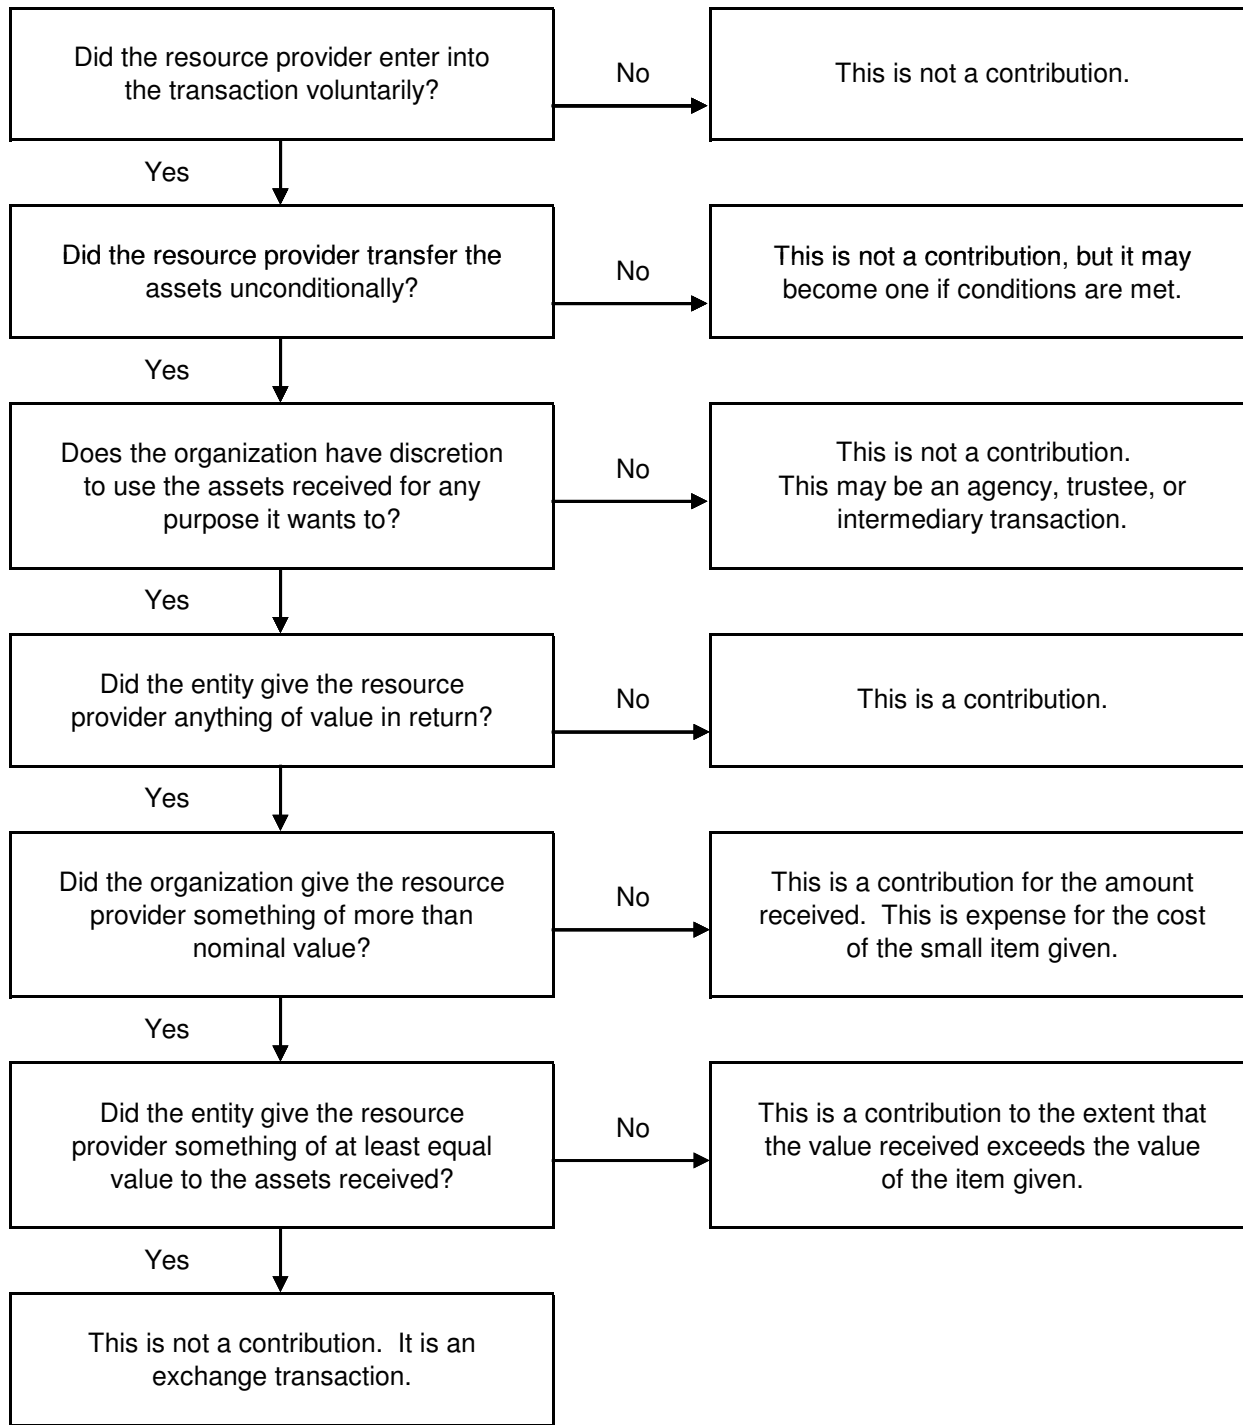 Did the resource provider enter into
the transaction voluntarily?
No
This is not a contribution.
Yes
Did the resource provider transfer the
assets unconditionally?
No
This is not a contribution, but it may
become one if conditions are met.
Yes
Does the organization have discretion
to use the assets received for any
purpose it wants to?
No
This is not a contribution.
This may be an agency, trustee, or
intermediary transaction.
Yes
Did the entity give the resource
provider anything of value in return?
No
This is a contribution.
Yes
Did the organization give the resource
provider something of more than
nominal value?
No
This is a contribution for the amount
received.  This is expense for the cost
of the small item given.
Yes
Did the entity give the resource
provider something of at least equal
value to the assets received?
No
This is a contribution to the extent that
the value received exceeds the value
of the item given.
Yes
This is not a contribution.  It is an
exchange transaction.